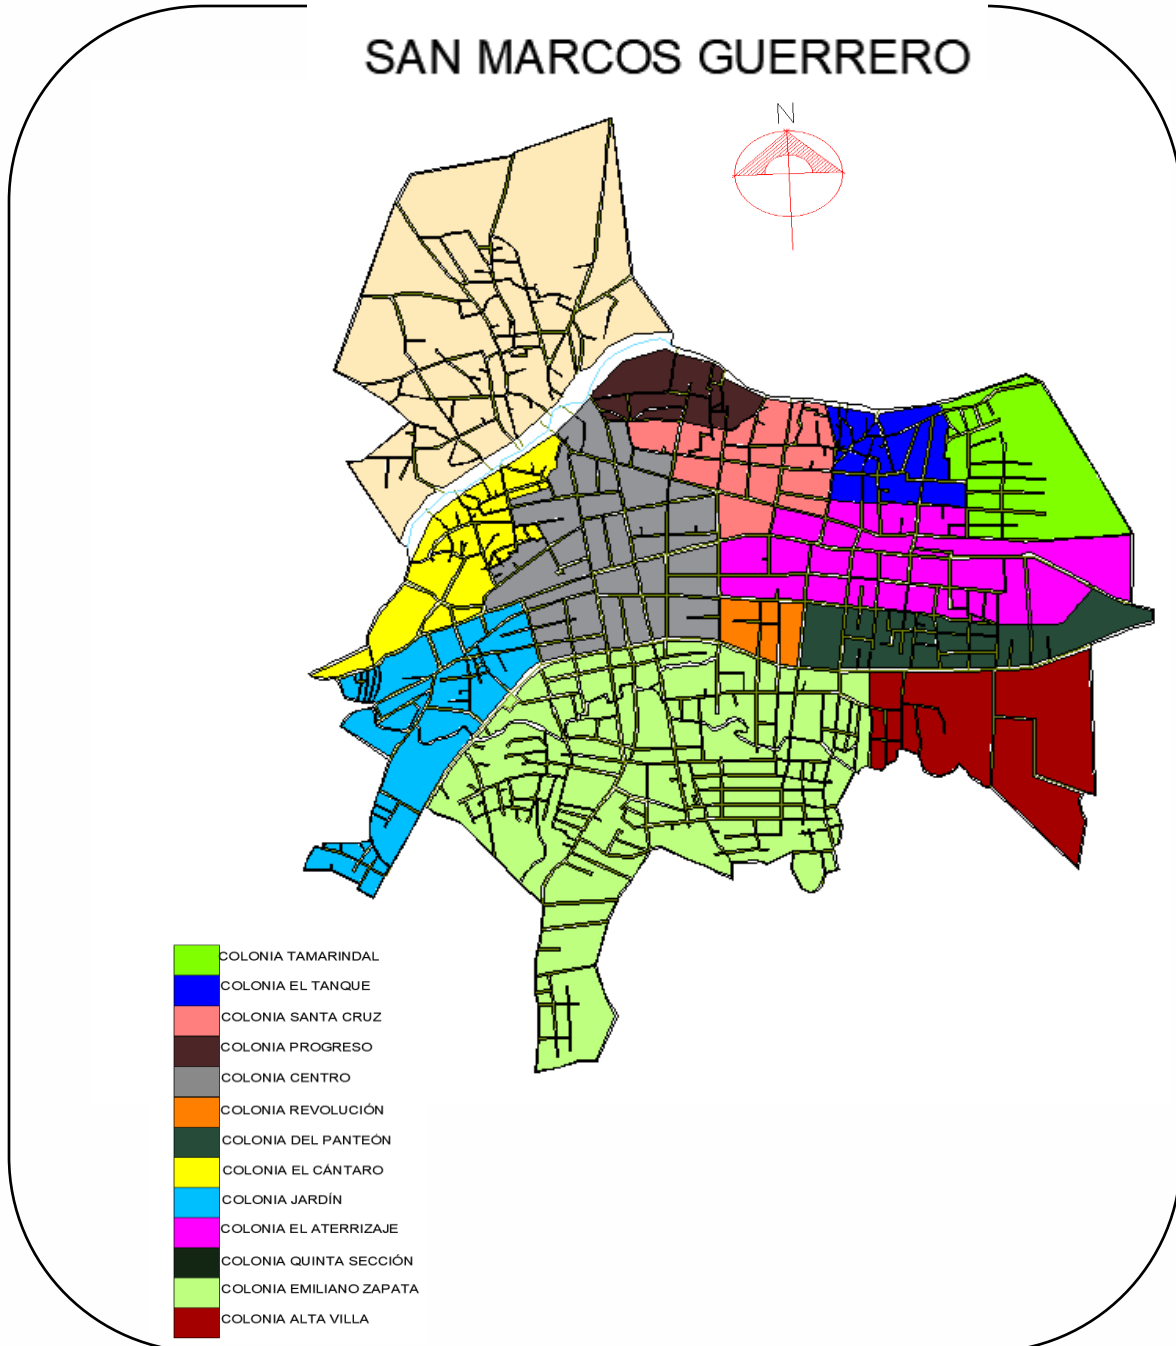 SAN MARCOS GUERRERO
N
COLONIA TAMARINDAL
COLONIA EL TANQUE
COLONIA SANTA CRUZ
COLONIA PROGRESO
COLONIA CENTRO
COLONIA REVOLUCIÓN
COLONIA DEL PANTEÓN
COLONIA EL CÁNTARO
COLONIA JARDÍN
COLONIA EL ATERRIZAJE
COLONIA QUINTA SECCIÓN
COLONIA EMILIANO ZAPATA
COLONIA ALTA VILLA